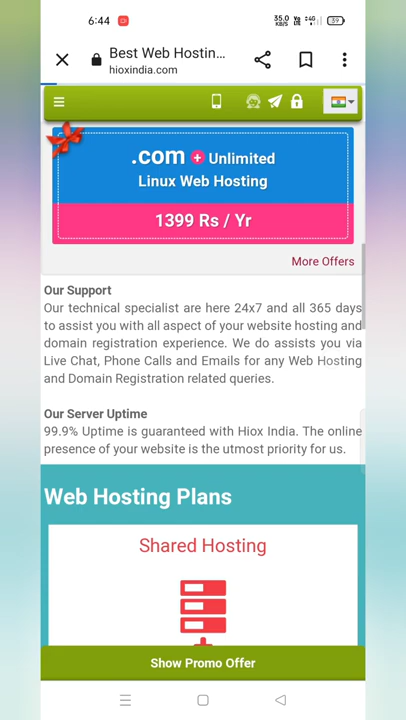 6:44
35.0 KB/S
39
Best Web Hostin...
hioxindia.com
.com + Unlimited
Linux Web Hosting
1399 Rs / Yr
More Offers
Our Support
Our technical specialist are here 24x7 and all 365 days
to assist you with all aspect of your website hosting and
domain registration experience. We do assists you via
Live Chat, Phone Calls and Emails for any Web Hosting
and Domain Registration related queries.
Our Server Uptime
99.9% Uptime is guaranteed with Hiox India. The online
presence of your website is the utmost priority for us.
Web Hosting Plans
Shared Hosting
Show Promo Offer